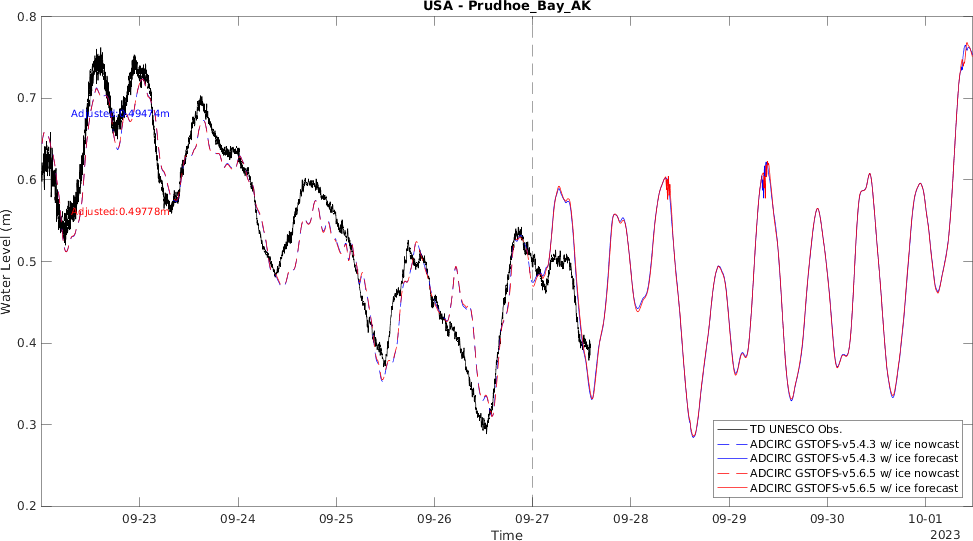 USA - Prudhoe_Bay_AK
0.8
0.7
0.6
0.5
0.4
0.3
0.2
Water Level (m)
Adjusted:0.49474m
Adjusted:0.49778m
TD UNESCO Obs.
ADCIRC GSTOFS-v5.4.3 w/ ice nowcast
ADCIRC GSTOFS-v5.4.3 w/ ice forecast
ADCIRC GSTOFS-v5.6.5 w/ ice nowcast
ADCIRC GSTOFS-v5.6.5 w/ ice forecast
09-23 09-24 09-25 09-26 09-27 09-28 09-29 09-30 10-01
Time
2023